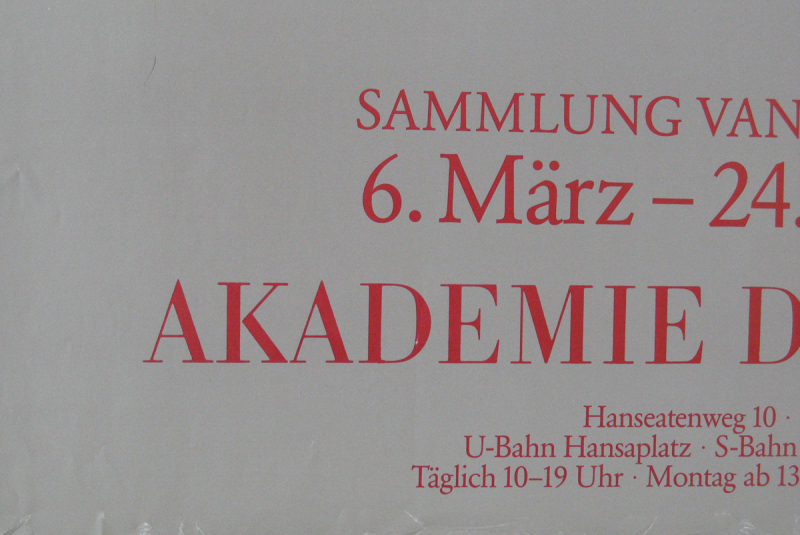 SAMMLUNG VAN
6. März – 24.
AKADEMIE D
Hanseatenweg 10 ·
U-Bahn Hansaplatz · S-Bahn
Täglich 10–19 Uhr · Montag ab 13